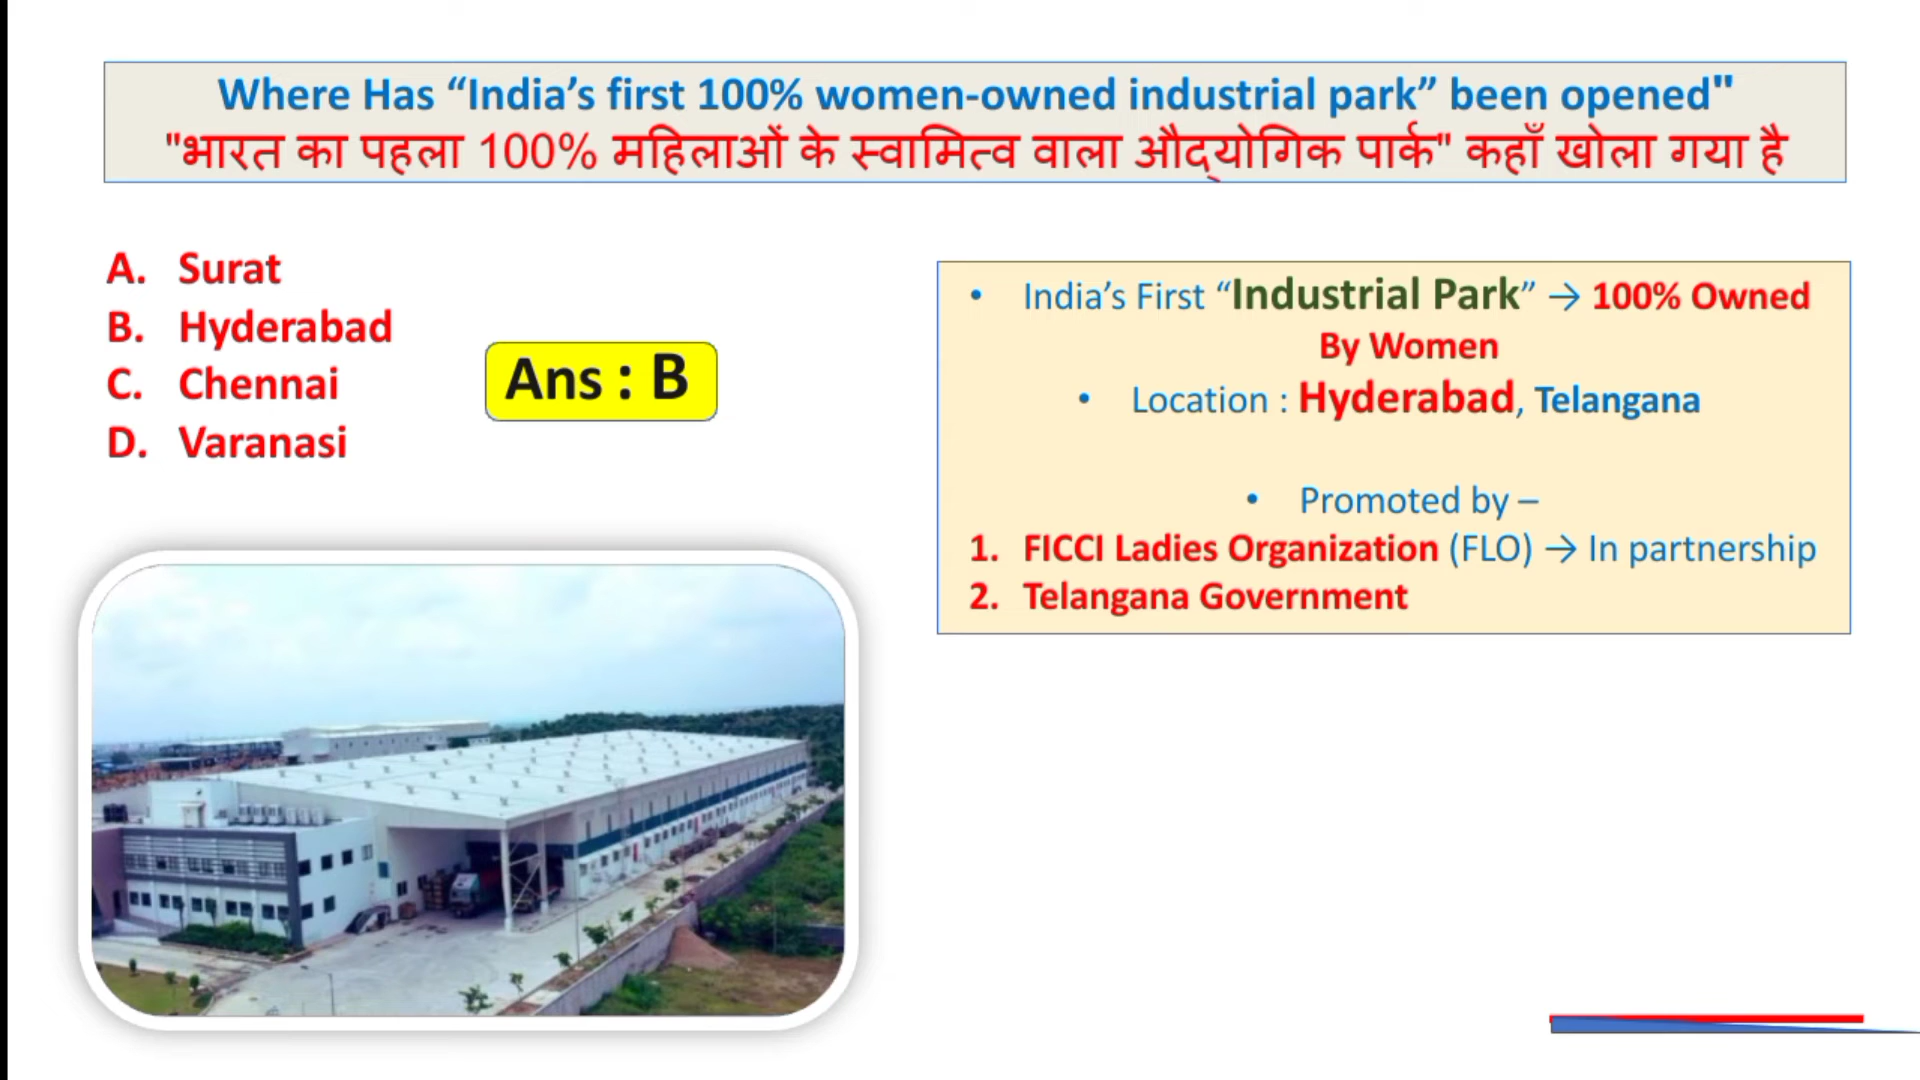 Where Has “India’s first 100% women-owned industrial park” been opened"
"भारत का पहला 100% महिलाओं के स्वामित्व वाला औद्योगिक पार्क" कहाँ खोला गया है
A. Surat
B. Hyderabad
C. Chennai
D. Varanasi
Ans : B
• India’s First “Industrial Park” → 100% Owned
By Women
• Location : Hyderabad, Telangana
• Promoted by –
1. FICCI Ladies Organization (FLO) → In partnership
2. Telangana Government